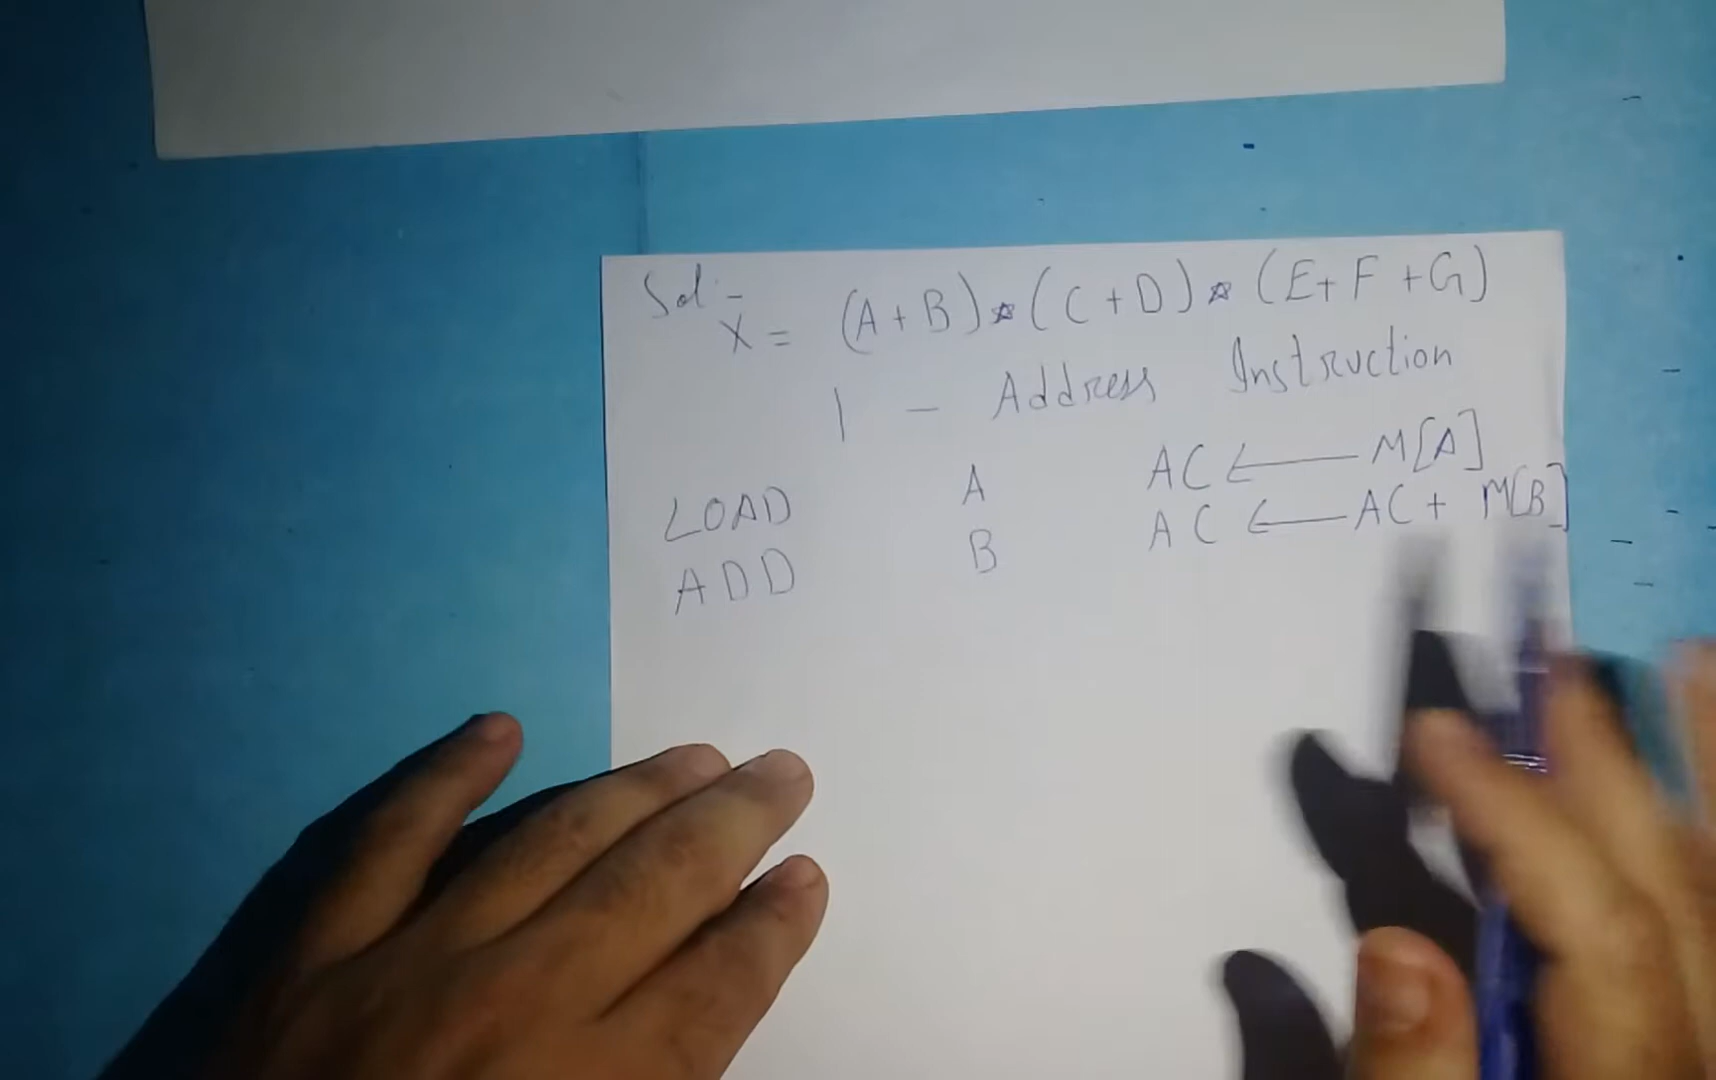 Sol:-
X = (A+B)*(C+D)*(E+F+G)
1 - Address Instruction
LOAD A AC ← M[A]
ADD B AC ← AC + M[B]